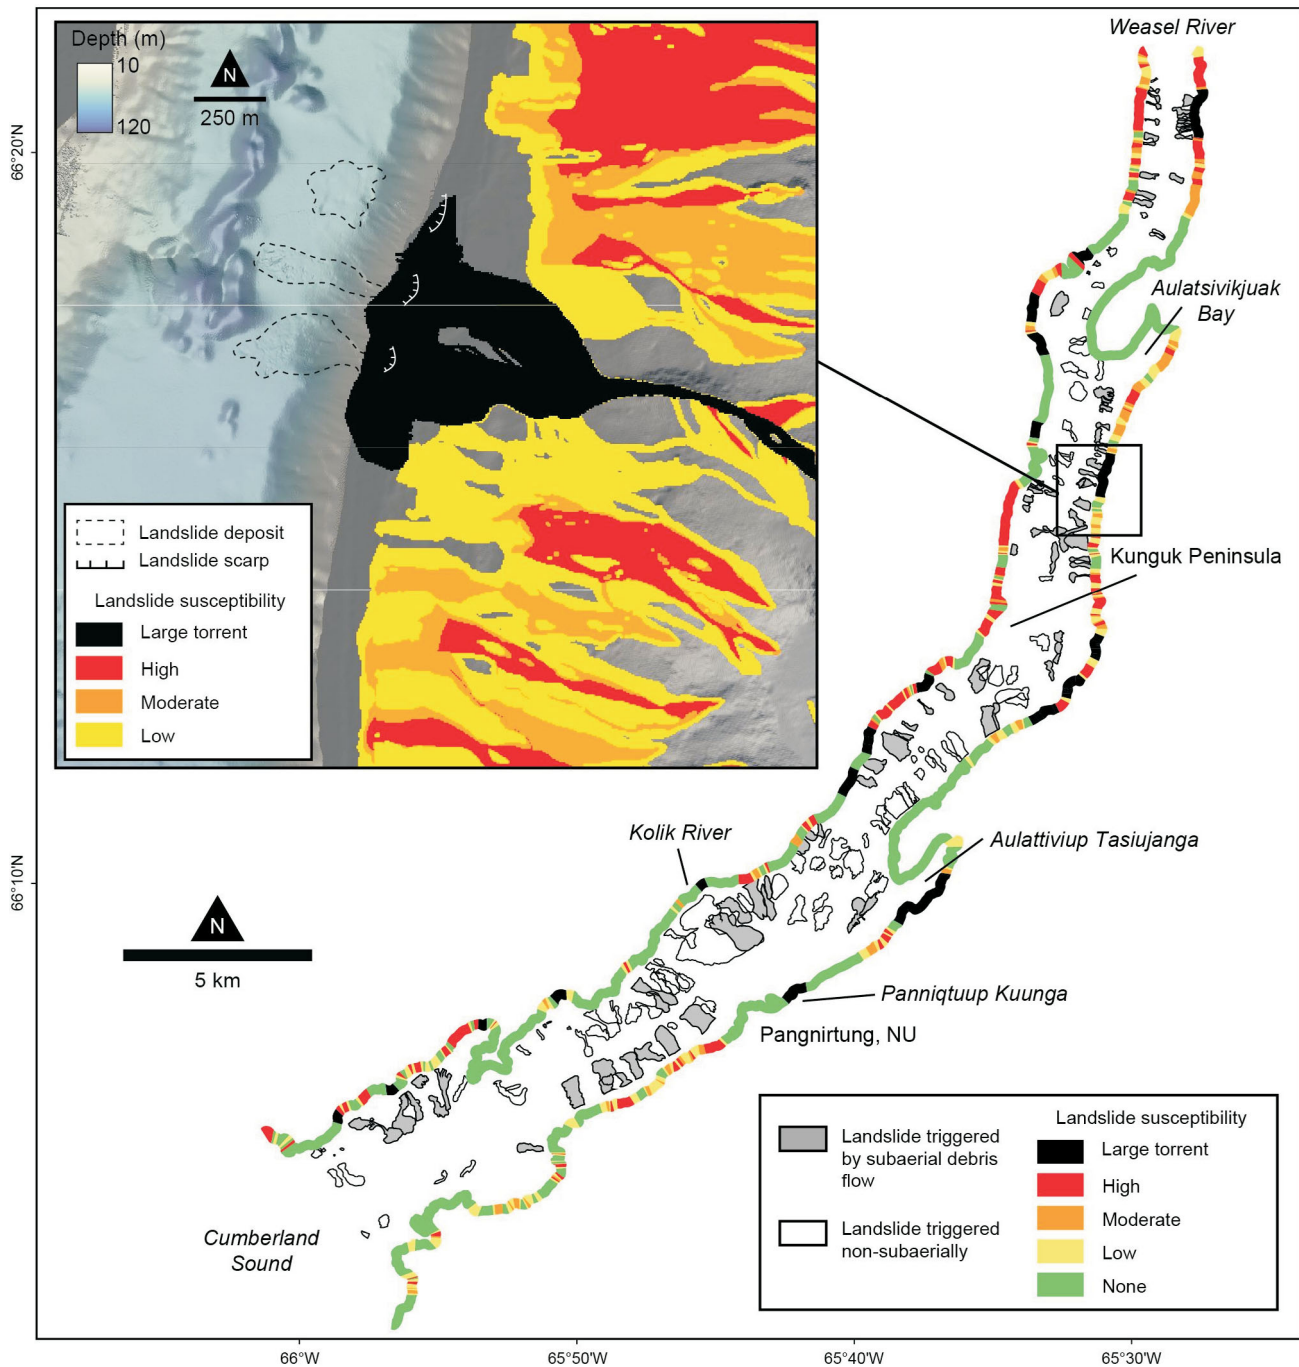 Weasel River
Depth (m)
10
120
N
250 m
66°20'N
Aulatsivikjuak
Bay
Landslide deposit
Landslide scarp
Landslide susceptibility
Large torrent
High
Moderate
Low
Kunguk Peninsula
Kolik River
Aulattiviup Tasiujanga
66°10'N
N
5 km
Panniqtuup Kuunga
Pangnirtung, NU
Cumberland
Sound
Landslide triggered
by subaerial debris
flow
Landslide triggered
non-subaerially
Landslide susceptibility
Large torrent
High
Moderate
Low
None
66°W
65°50'W
65°40'W
65°30'W